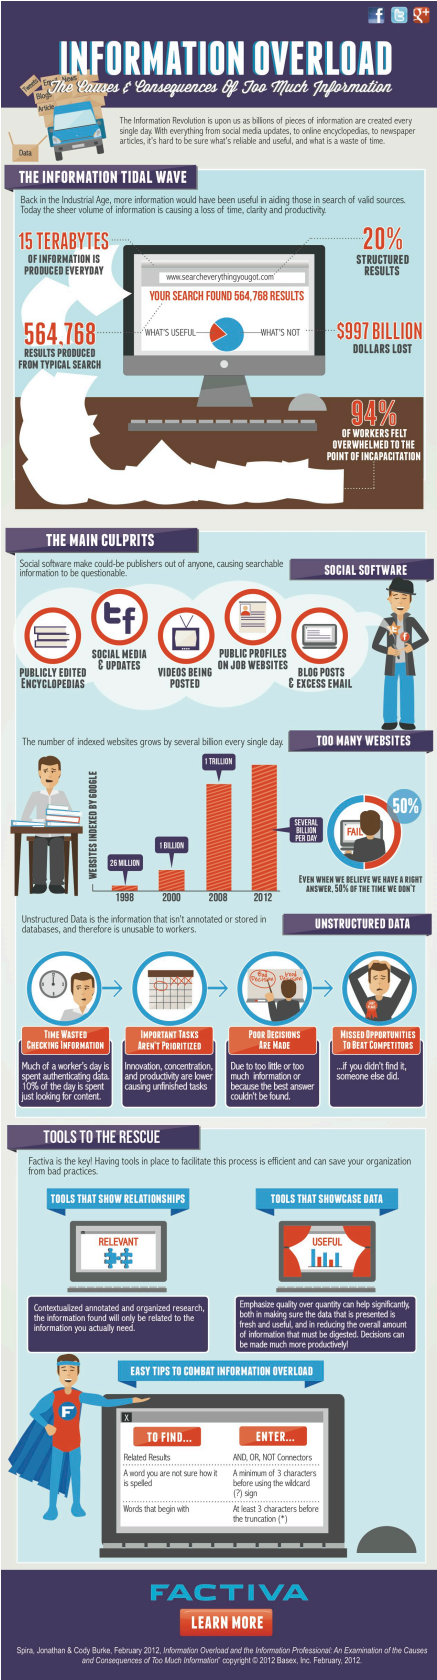 INFORMATION OVERLOAD
The Causes & Consequences Of Too Much Information
Tweets
News
Blogs
Article
Data
The Information Revolution is upon us as billions of pieces of information are created every
single day. With everything from social media updates, to online encyclopedias, to newspaper
articles, it's hard to be sure what's reliable and useful, and what is a waste of time.
THE INFORMATION TIDAL WAVE
Back in the Industrial Age, more information would have been useful in aiding those in search of valid sources.
Today the sheer volume of information is causing a loss of time, clarity and productivity.
15 TERABYTES
OF INFORMATION IS
PRODUCED EVERYDAY
20%
STRUCTURED
RESULTS
www.searcheverythingyougot.com
YOUR SEARCH FOUND 564,768 RESULTS
WHAT'S USEFUL
WHAT'S NOT
564,768
RESULTS PRODUCED
FROM TYPICAL SEARCH
$997 BILLION
DOLLARS LOST
94%
OF WORKERS FELT
OVERWHELMED TO THE
POINT OF INCAPACITATION
THE MAIN CULPRITS
Social software make could-be publishers out of anyone, causing searchable
information to be questionable.
SOCIAL SOFTWARE
PUBLICLY EDITED
ENCYCLOPEDIAS
SOCIAL MEDIA
& UPDATES
VIDEOS BEING
POSTED
PUBLIC PROFILES
ON JOB WEBSITES
BLOG POSTS
& EXCESS EMAIL
The number of indexed websites grows by several billion every single day.
TOO MANY WEBSITES
WEBSITES INDEXED BY GOOGLE
26 MILLION
1 BILLION
1 TRILLION
SEVERAL
BILLION
PER DAY
1998
2000
2008
2012
50%
FAIL
EVEN WHEN WE BELIEVE WE HAVE A RIGHT
ANSWER, 50% OF THE TIME WE DON'T
Unstructured Data is the information that isn't annotated or stored in
databases, and therefore is unusable to workers.
UNSTRUCTURED DATA
Bad
Decision
TIME WASTED
CHECKING INFORMATION
Much of a worker's day is
spent authenticating data.
10% of the day is spent
just looking for content.
IMPORTANT TASKS
AREN'T PRIORITIZED
Innovation, concentration,
and productivity are lower
causing unfinished tasks
POOR DECISIONS
ARE MADE
Due to too little or too
much information or
because the best answer
couldn't be found.
MISSED OPPORTUNITIES
TO BEAT COMPETITORS
...if you didn't find it,
someone else did.
TOOLS TO THE RESCUE
Factiva is the key! Having tools in place to facilitate this process is efficient and can save your organization
from bad practices.
TOOLS THAT SHOW RELATIONSHIPS
RELEVANT
Contextualized annotated and organized research,
the information found will only be related to the
information you actually need.
TOOLS THAT SHOWCASE DATA
USEFUL
Emphasize quality over quantity can help significantly,
both in making sure the data that is presented is
fresh and useful, and in reducing the overall amount
of information that must be digested. Decisions can
be made much more productively!
EASY TIPS TO COMBAT INFORMATION OVERLOAD
F
X
TO FIND...
ENTER...
Related Results
AND, OR, NOT Connectors
A word you are not sure how it
is spelled
A minimum of 3 characters
before using the wildcard
(?) sign
Words that begin with
At least 3 characters before
the truncation (*)
FACTIVA
LEARN MORE
Spira, Jonathan & Cody Burke, February 2012, Information Overload and the Information Professional: An Examination of the Causes
and Consequences of Too Much Information" copyright © 2012 Basex, Inc. February, 2012.